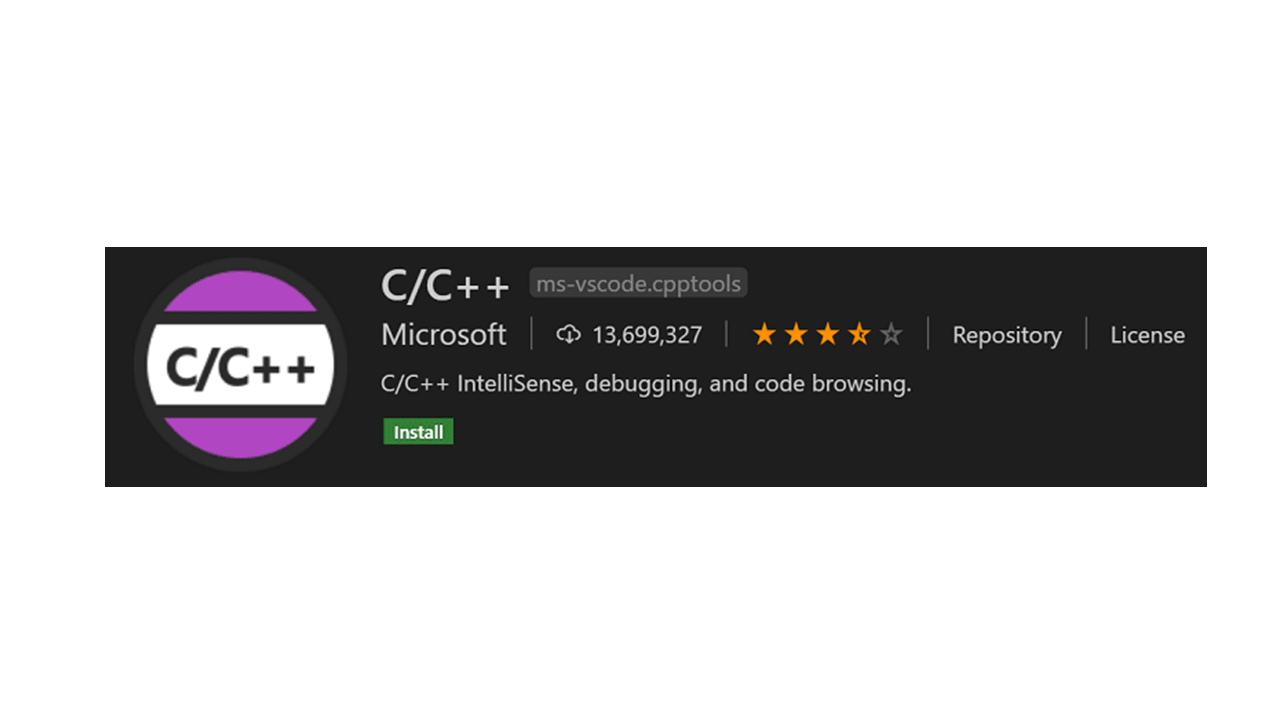 C/C++
C/C++ ms-vscode.cpptools
Microsoft 13,699,327 Repository License
C/C++ IntelliSense, debugging, and code browsing.
Install